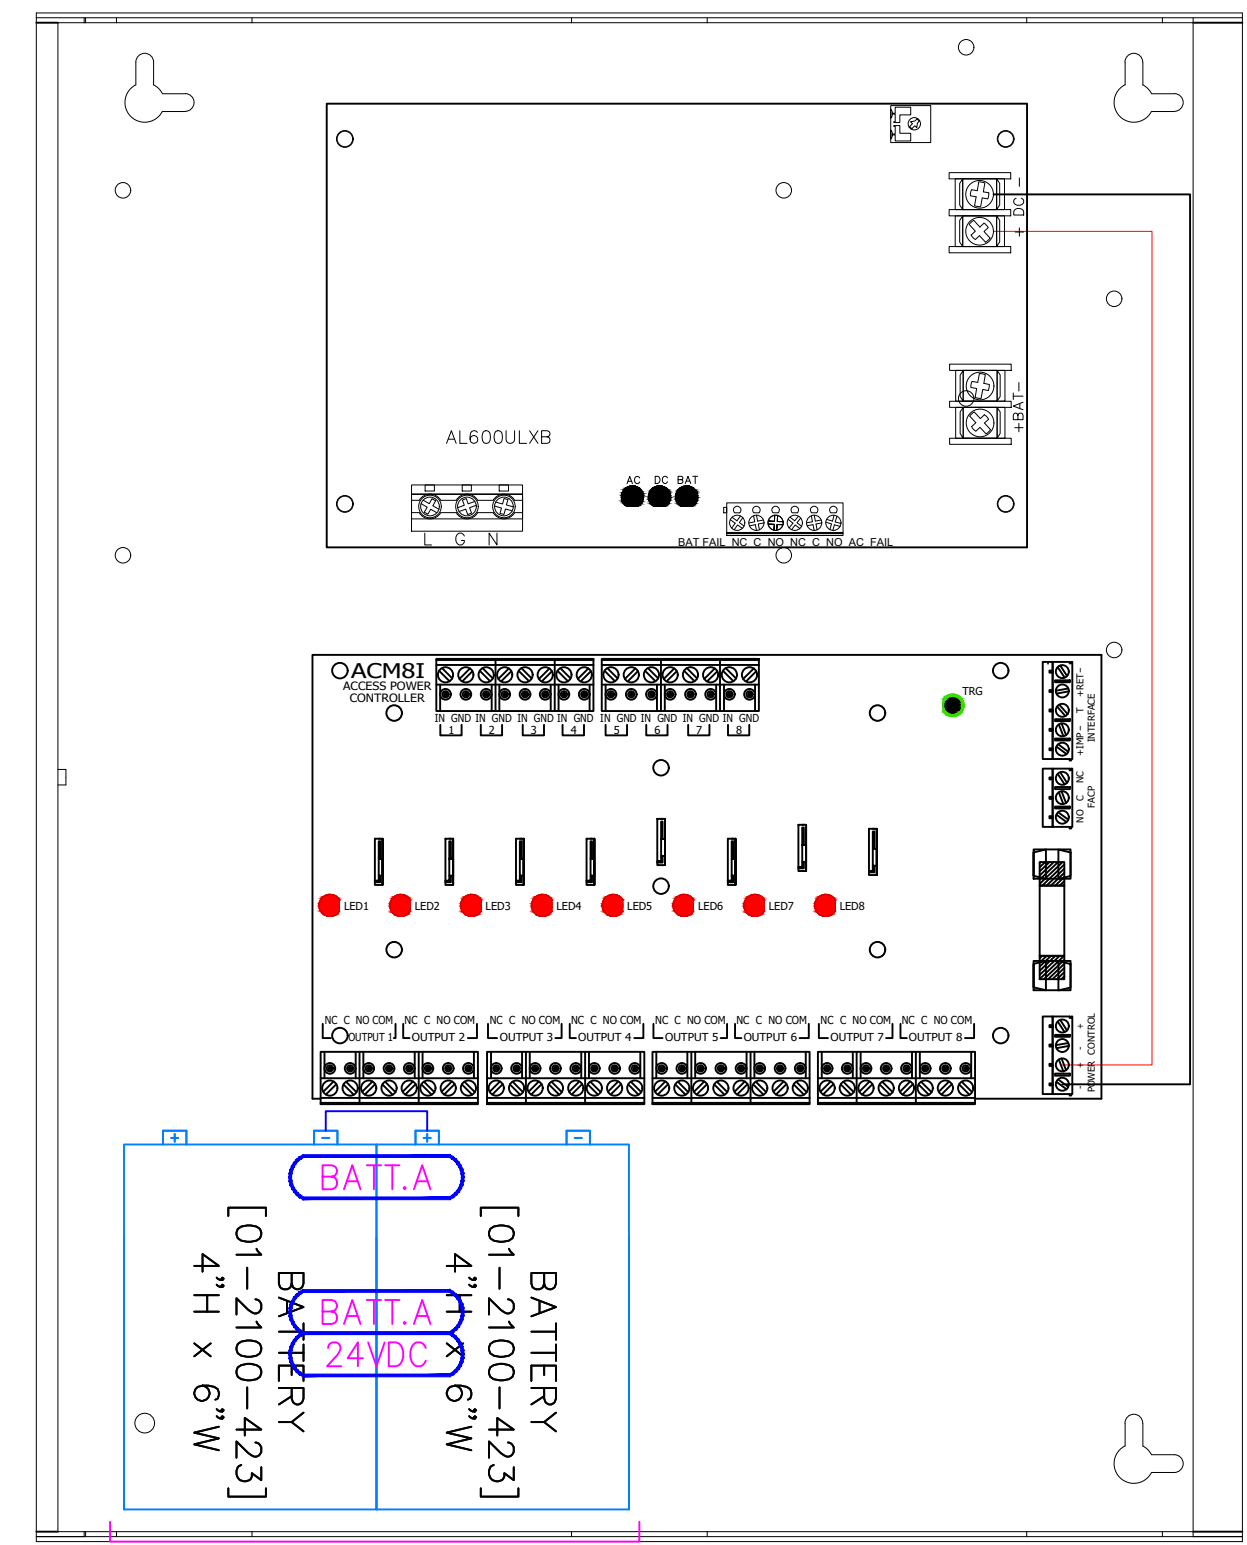 - DC +
-BAT+
AL600ULXB
AC DC BAT
L G N
BAT FAIL NC C NO NC C NO AC FAIL
ACM8I
ACCESS POWER
CONTROLLER
IN GND IN GND IN GND IN GND IN GND IN GND IN GND IN GND
1 2 3 4 5 6 7 8
TRG
+IMP - T +RET -
INTERFACE
NO C NC
FACP
LED1 LED2 LED3 LED4 LED5 LED6 LED7 LED8
NC C NO COM NC C NO COM NC C NO COM NC C NO COM NC C NO COM NC C NO COM NC C NO COM NC C NO COM
OUTPUT 1 OUTPUT 2 OUTPUT 3 OUTPUT 4 OUTPUT 5 OUTPUT 6 OUTPUT 7 OUTPUT 8
- + - +
POWER CONTROL
+ - + -
BATT.A
BATTERY
[01-2100-423]
4"H x 6"W
BATTERY
[01-2100-423]
4"H x 6"W
BATT.A
24VDC